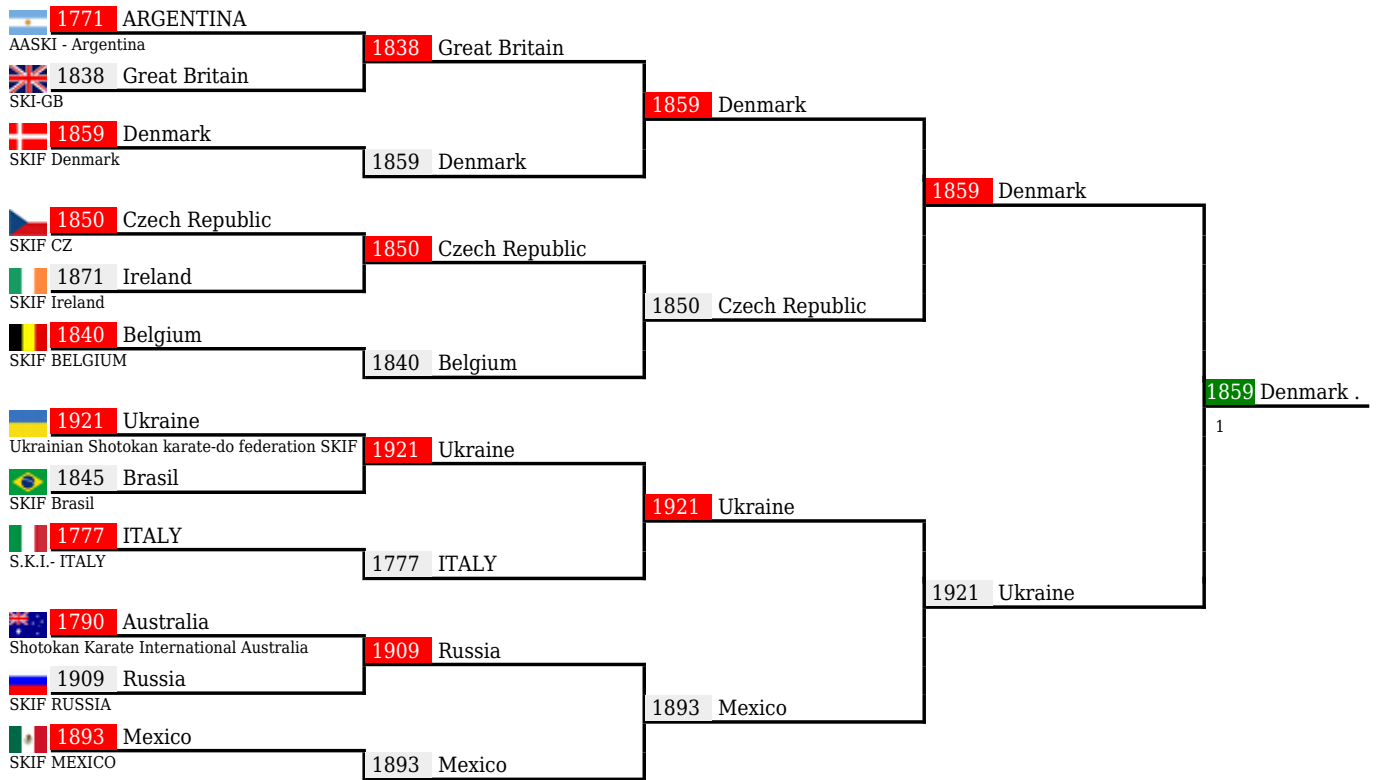 1771 ARGENTINA
AASKI - Argentina
1838 Great Britain
1838 Great Britain
SKI-GB
1859 Denmark
1859 Denmark
SKIF Denmark
1859 Denmark
1859 Denmark
1850 Czech Republic
SKIF CZ
1850 Czech Republic
1871 Ireland
SKIF Ireland
1850 Czech Republic
1840 Belgium
SKIF BELGIUM
1840 Belgium
1859 Denmark .
1
1921 Ukraine
Ukrainian Shotokan karate-do federation SKIF
1921 Ukraine
1845 Brasil
SKIF Brasil
1921 Ukraine
1777 ITALY
S.K.I.- ITALY
1777 ITALY
1921 Ukraine
1790 Australia
Shotokan Karate International Australia
1909 Russia
1909 Russia
SKIF RUSSIA
1893 Mexico
1893 Mexico
SKIF MEXICO
1893 Mexico